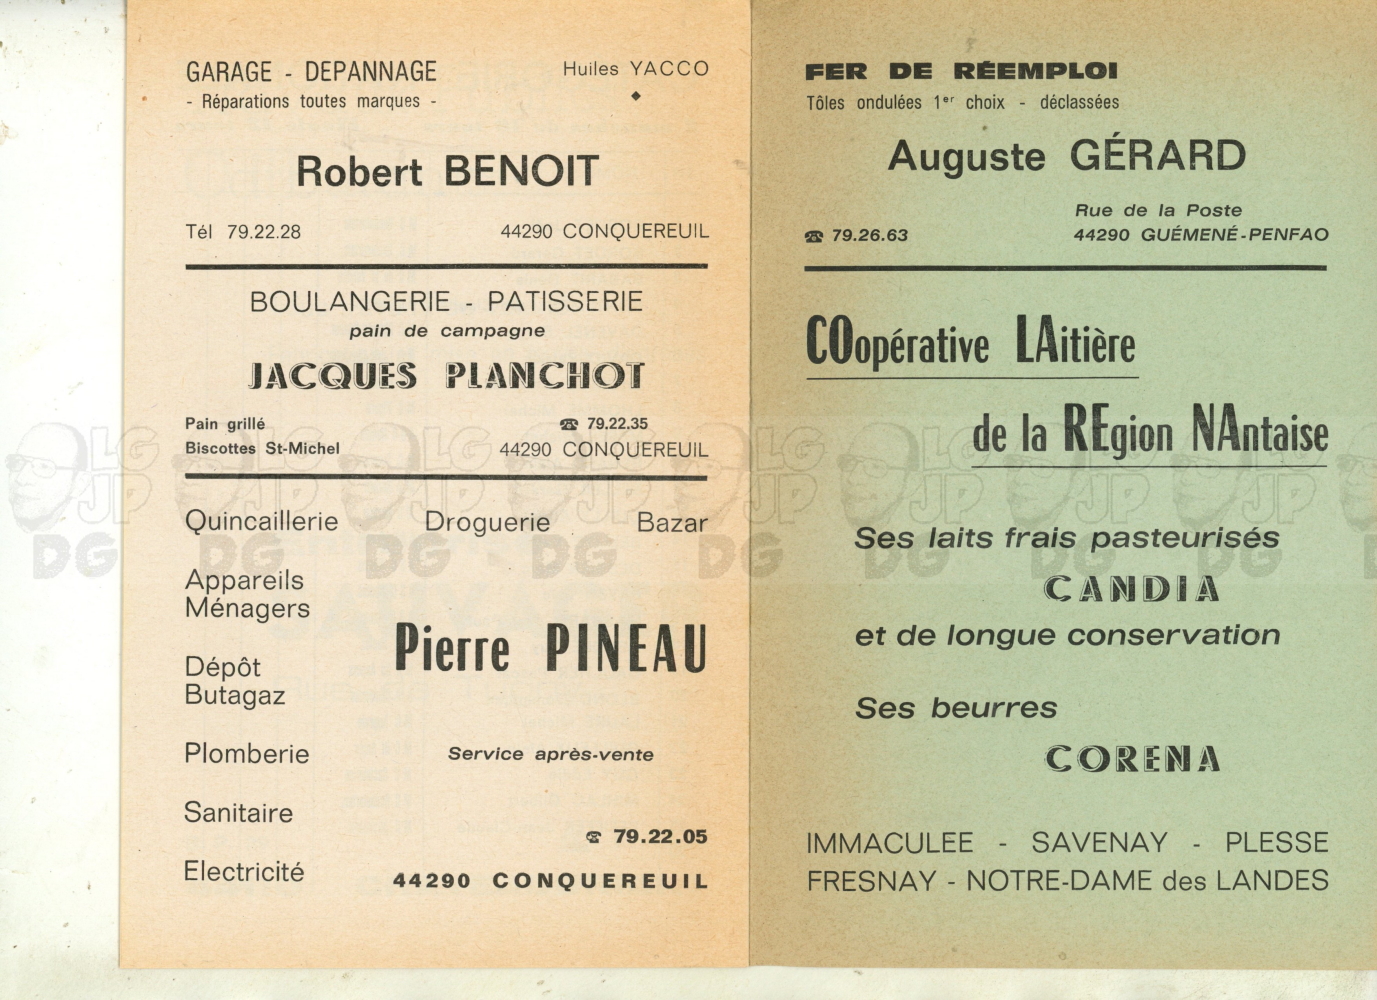 GARAGE - DEPANNAGE
Huiles YACCO
- Réparations toutes marques -
Robert BENOIT
Tél 79.22.28
44290 CONQUEREUIL
BOULANGERIE - PATISSERIE
pain de campagne
JACQUES PLANCHOT
Pain grillé
☎ 79.22.35
Biscottes St-Michel
44290 CONQUEREUIL
Quincaillerie Droguerie Bazar
Appareils
Ménagers
Pierre PINEAU
Dépôt
Butagaz
Plomberie
Service après-vente
Sanitaire
☎ 79.22.05
Electricité
44290 CONQUEREUIL
FER DE RÉEMPLOI
Tôles ondulées 1er choix - déclassées
Auguste GÉRARD
Rue de la Poste
☎ 79.26.63
44290 GUÉMENÉ-PENFAO
COopérative LAitière
de la REgion NAntaise
Ses laits frais pasteurisés
CANDIA
et de longue conservation
Ses beurres
CORENA
IMMACULEE - SAVENAY - PLESSE
FRESNAY - NOTRE-DAME des LANDES
LG
JP
DG